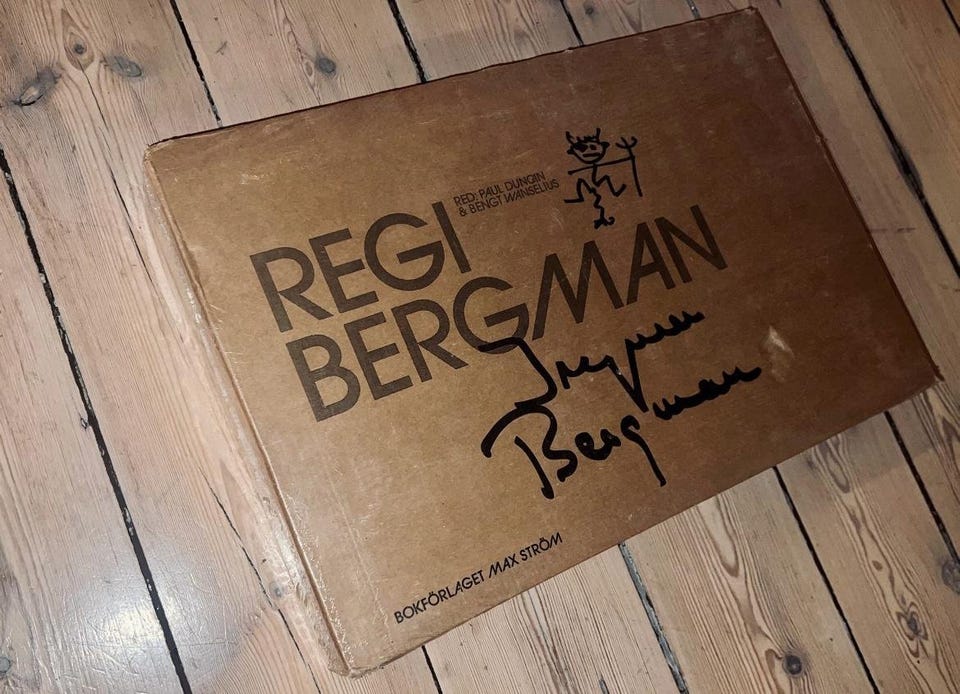 RED: PAUL DUNCAN
& BENGT WANSELIUS
REGI
BERGMAN
Ingmar
Bergman
BOKFÖRLAGET MAX STRÖM